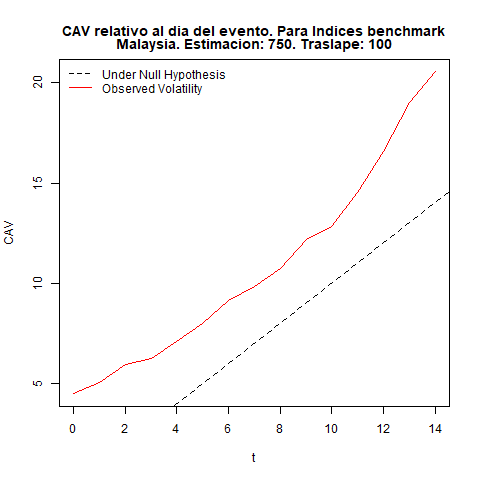 CAV relativo al dia del evento. Para Indices benchmark
Malaysia. Estimacion: 750. Traslape: 100
Under Null Hypothesis
Observed Volatility
20
15
10
5
CAV
0 2 4 6 8 10 12 14
t